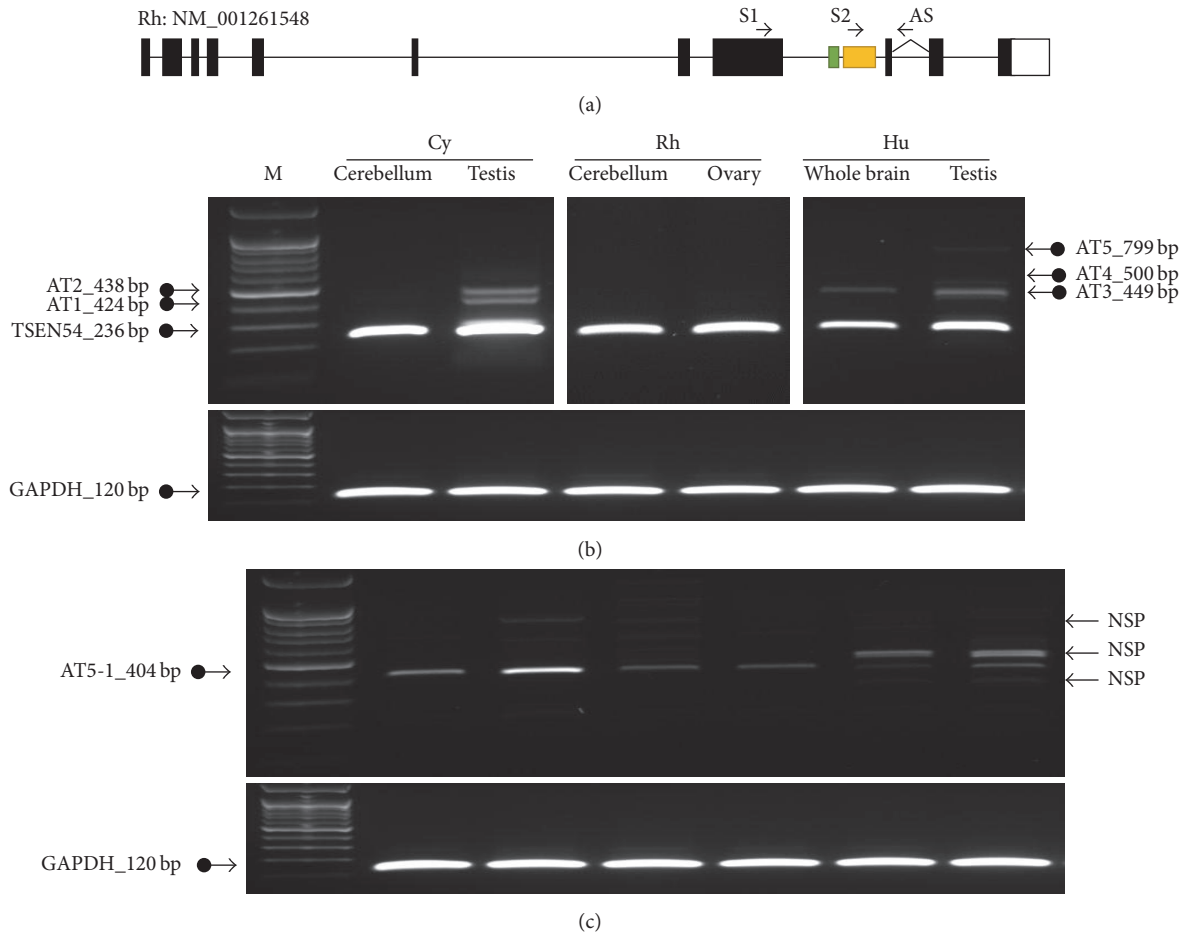 Rh: NM_001261548
S1 S2 AS
(a)
Cy Rh Hu
M Cerebellum Testis Cerebellum Ovary Whole brain Testis
AT2_438 bp
AT1_424 bp
TSEN54_236 bp
AT5_799 bp
AT4_500 bp
AT3_449 bp
GAPDH_120 bp
(b)
AT5-1_404 bp
NSP
NSP
NSP
GAPDH_120 bp
(c)